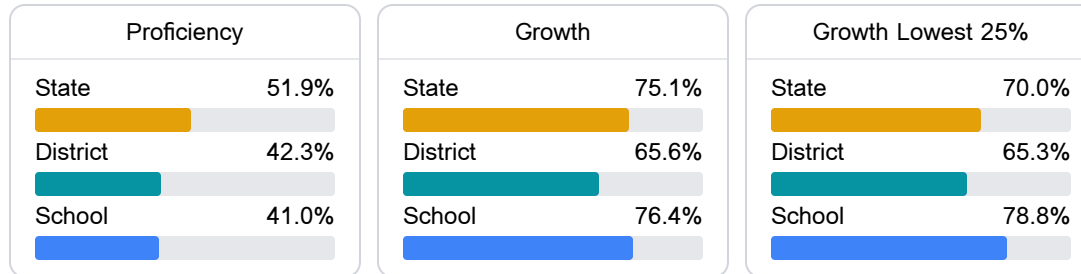 Proficiency
State 51.9%
District 42.3%
School 41.0%
Growth
State 75.1%
District 65.6%
School 76.4%
Growth Lowest 25%
State 70.0%
District 65.3%
School 78.8%